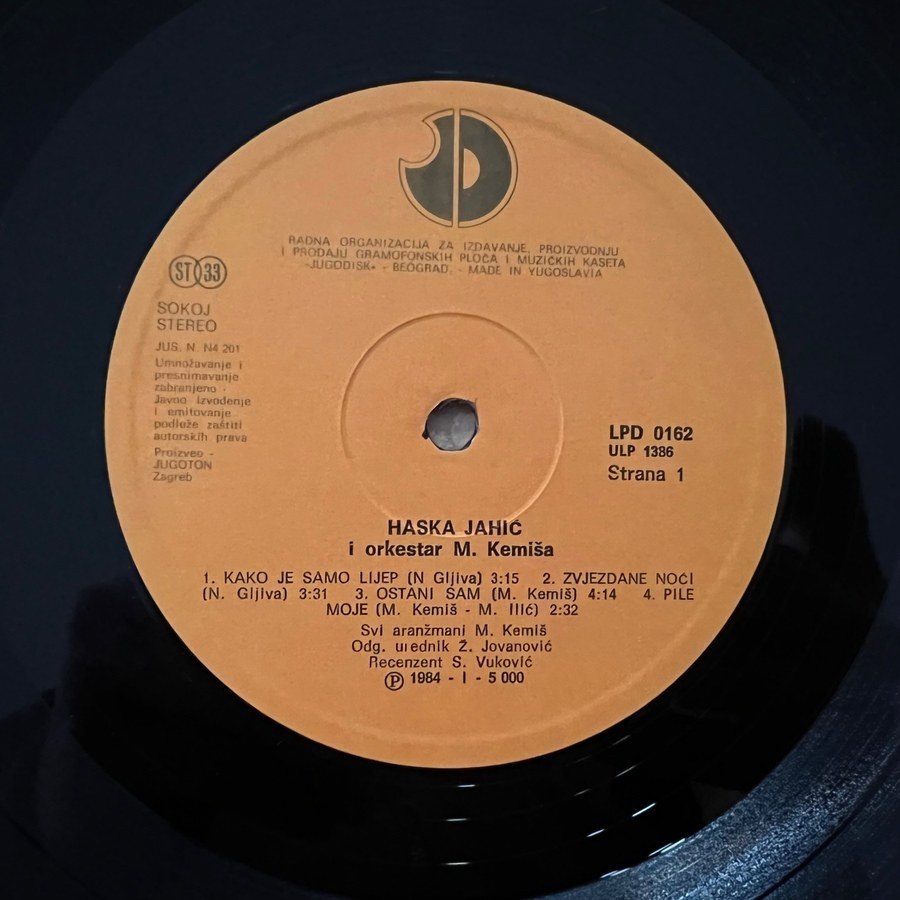 JD
RADNA ORGANIZACIJA ZA IZDAVANJE, PROIZVODNJU
I PRODAJU GRAMOFONSKIH PLOČA I MUZIČKIH KASETA
-JUGODISK- - BEOGRAD, - MADE IN YUGOSLAVIA
ST 33
SOKOJ
STEREO
JUS. N. N4 201
Umnožavanje i
presnimavanje
zabranjeno -
Javno izvođenje
i emitovanje
podleže zaštiti
autorskih prava
Proizveo -
JUGOTON
Zagreb
LPD 0162
ULP 1386
Strana 1
HASKA JAHIĆ
i orkestar M. Kemiša
1. KAKO JE SAMO LIJEP (N Gljiva) 3:15 2. ZVJEZDANE NOĆI
(N. Gljiva) 3:31 3. OSTANI SAM (M. Kemiš) 4:14 4. PILE
MOJE (M. Kemiš - M. Ilić) 2:32
Svi aranžmani M. Kemiš
Odg. urednik Ž. Jovanović
Recenzent S. Vuković
Ⓟ 1984 - I - 5 000